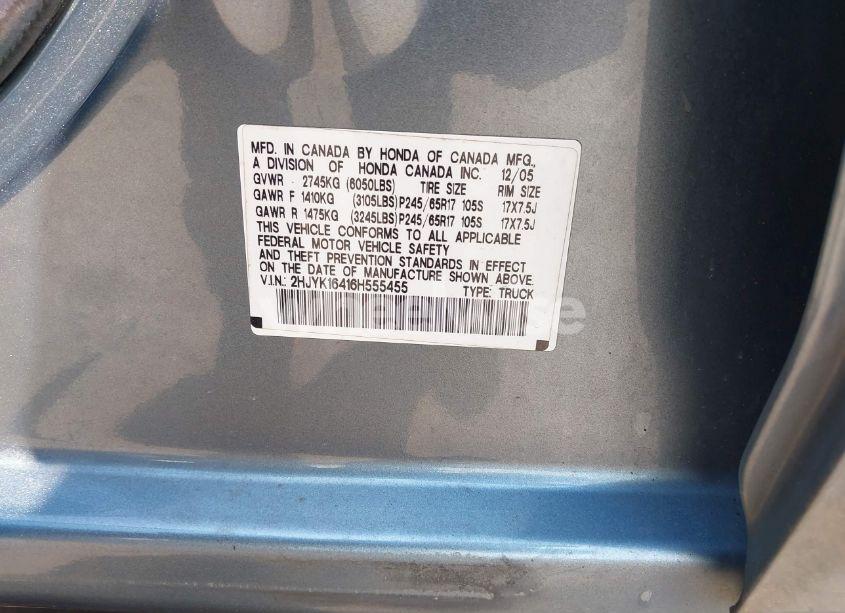 MFD. IN CANADA BY HONDA OF CANADA MFG.,
A DIVISION OF HONDA CANADA INC. 12/05
GVWR 2745KG (6050LBS) TIRE SIZE RIM SIZE
GAWR F 1410KG (3105LBS) P245/65R17 105S 17X7.5J
GAWR R 1475KG (3245LBS) P245/65R17 105S 17X7.5J
THIS VEHICLE CONFORMS TO ALL APPLICABLE
FEDERAL MOTOR VEHICLE SAFETY
AND THEFT PREVENTION STANDARDS IN EFFECT
ON THE DATE OF MANUFACTURE SHOWN ABOVE.
V.I.N.: 2HJYK16416H555455 TYPE: TRUCK